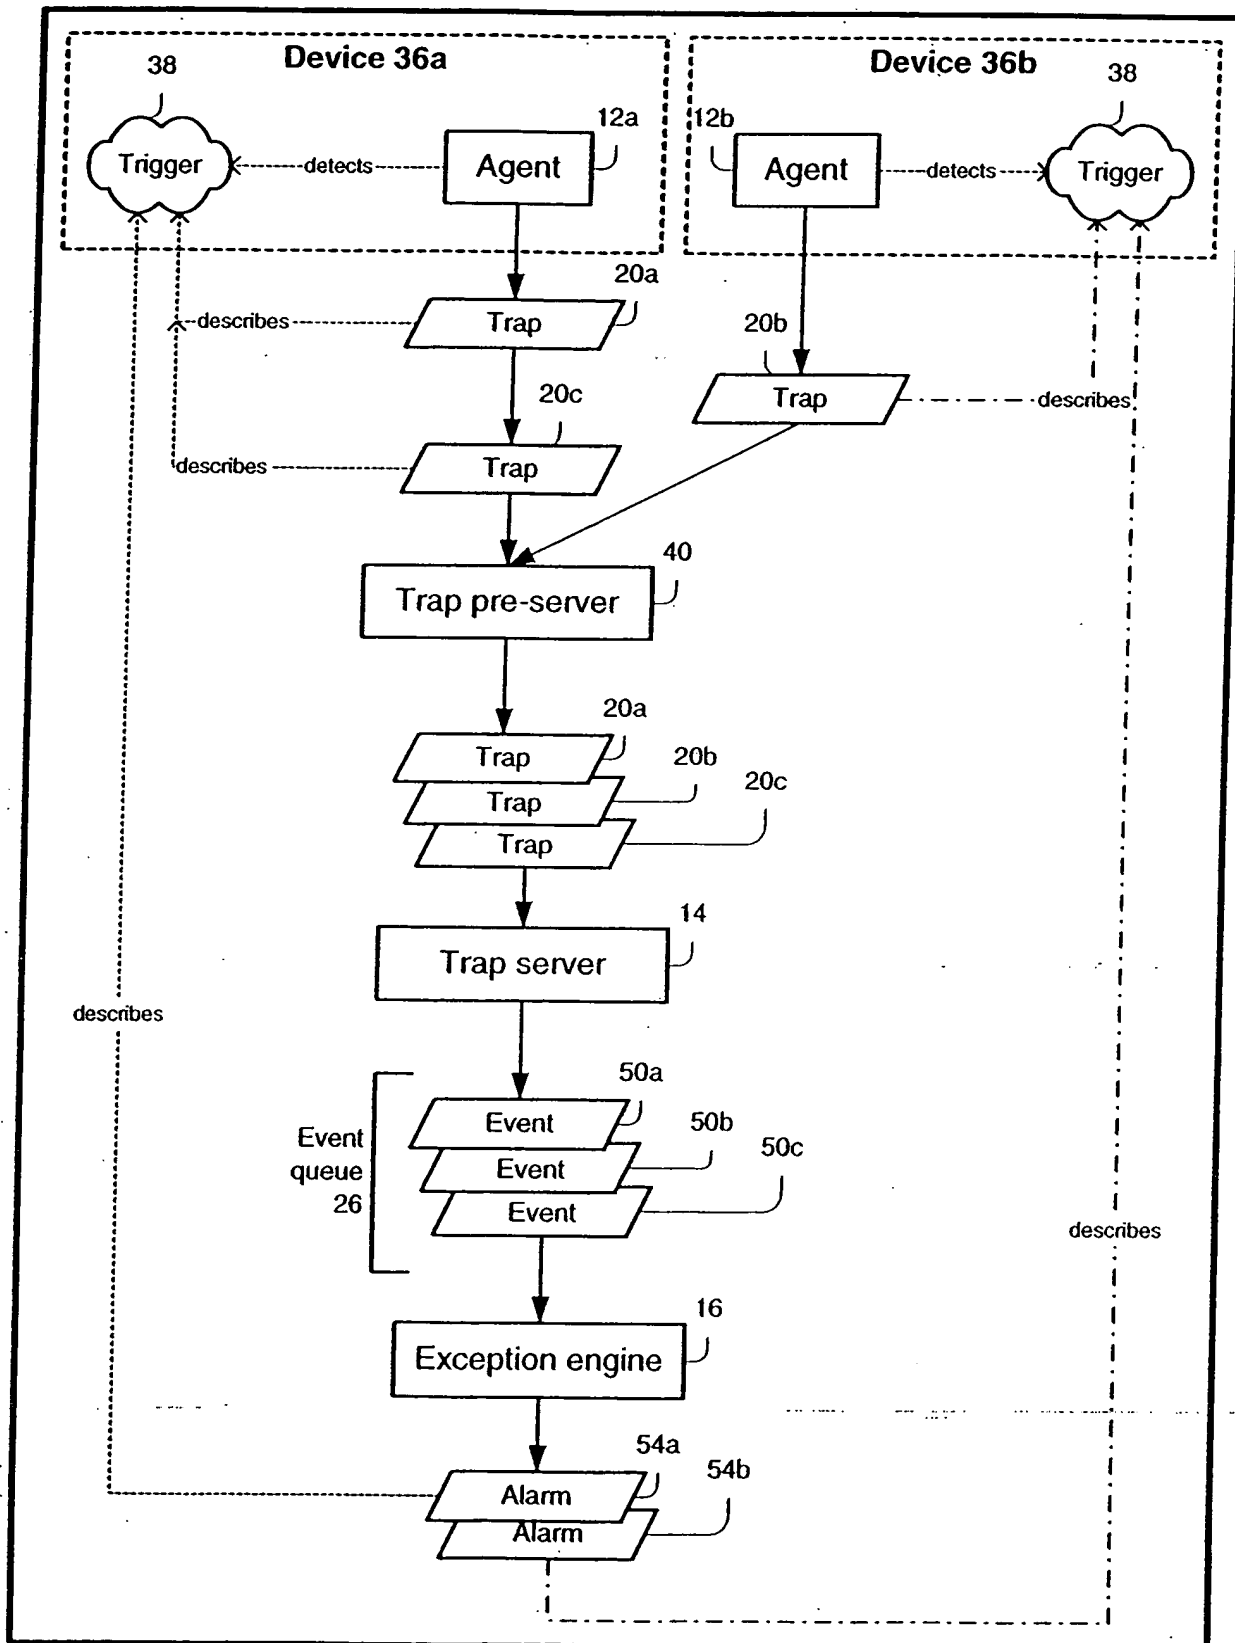 Device 36a
Device 36b
38
38
12a
12b
Trigger
detects
Agent
Agent
detects
Trigger
20a
describes
Trap
20b
20c
Trap
describes
describes
Trap
40
Trap pre-server
20a
Trap
20b
Trap
20c
Trap
14
Trap server
describes
50a
Event
50b
Event
queue
26
Event
50c
Event
describes
16
Exception engine
54a
54b
Alarm
Alarm